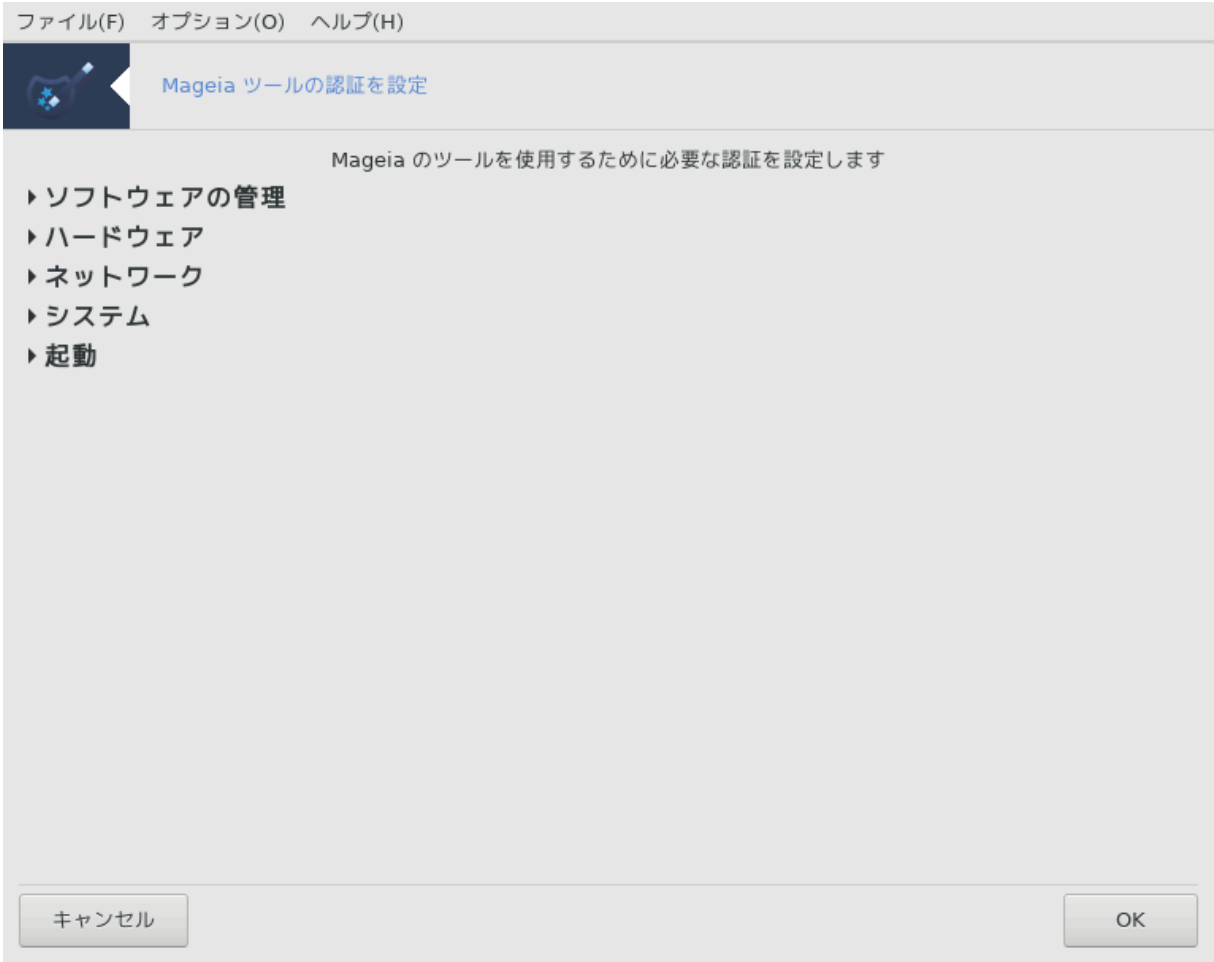 ファイル(F) オプション(O) ヘルプ(H)
Mageia ツールの認証を設定
Mageia のツールを使用するために必要な認証を設定します
ソフトウェアの管理
ハードウェア
ネットワーク
システム
起動
キャンセル OK